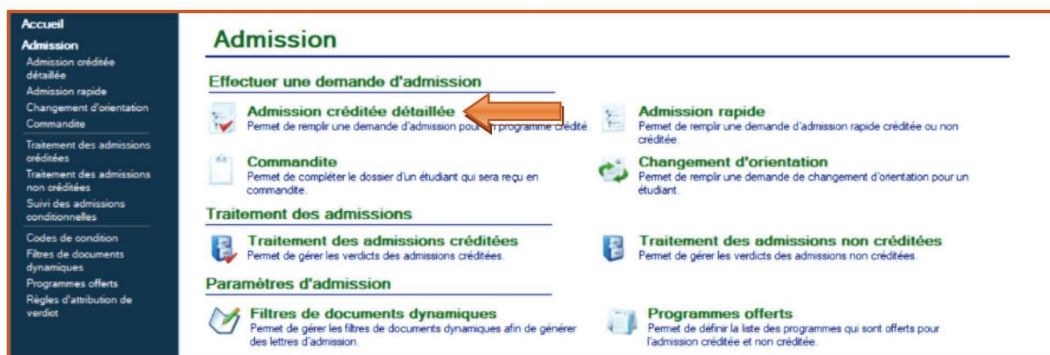 Accueil
Admission
Admission créditée
détaillée
Admission rapide
Changement d'orientation
Commandite
Traitement des admissions
créditées
Traitement des admissions
non créditées
Suivi des admissions
conditionnelles
Codes de condition
Filtres de documents
dynamiques
Programmes offerts
Règles d'attribution de
verdict
Admission
Effectuer une demande d'admission
Admission créditée détaillée
Permet de remplir une demande d'admission pour un programme crédité.
Admission rapide
Permet de remplir une demande d'admission rapide créditée ou non
créditée.
Commandite
Permet de compléter le dossier d'un étudiant qui sera reçu en
commandite.
Changement d'orientation
Permet de remplir une demande de changement d'orientation pour un
étudiant.
Traitement des admissions
Traitement des admissions créditées
Permet de gérer les verdicts des admissions créditées.
Traitement des admissions non créditées
Permet de gérer les verdicts des admissions non créditées.
Paramètres d'admission
Filtres de documents dynamiques
Permet de gérer les filtres de documents dynamiques afin de générer
des lettres d'admission.
Programmes offerts
Permet de définir la liste des programmes qui sont offerts pour
l'admission créditée et non créditée.